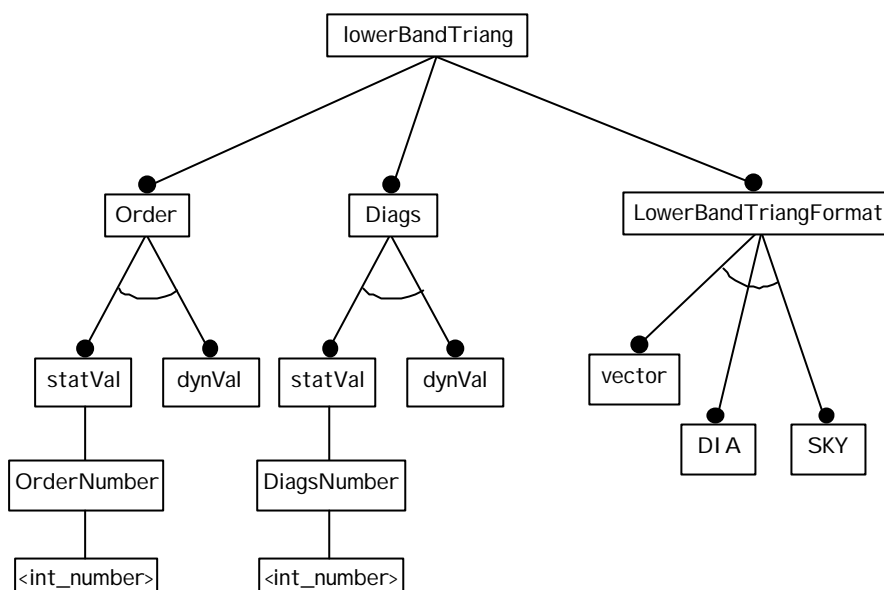 lowerBandTriang
Order
Diags
LowerBandTriangFormat
statVal
dynVal
statVal
dynVal
vector
DIA
SKY
OrderNumber
DiagsNumber
<int_number>
<int_number>